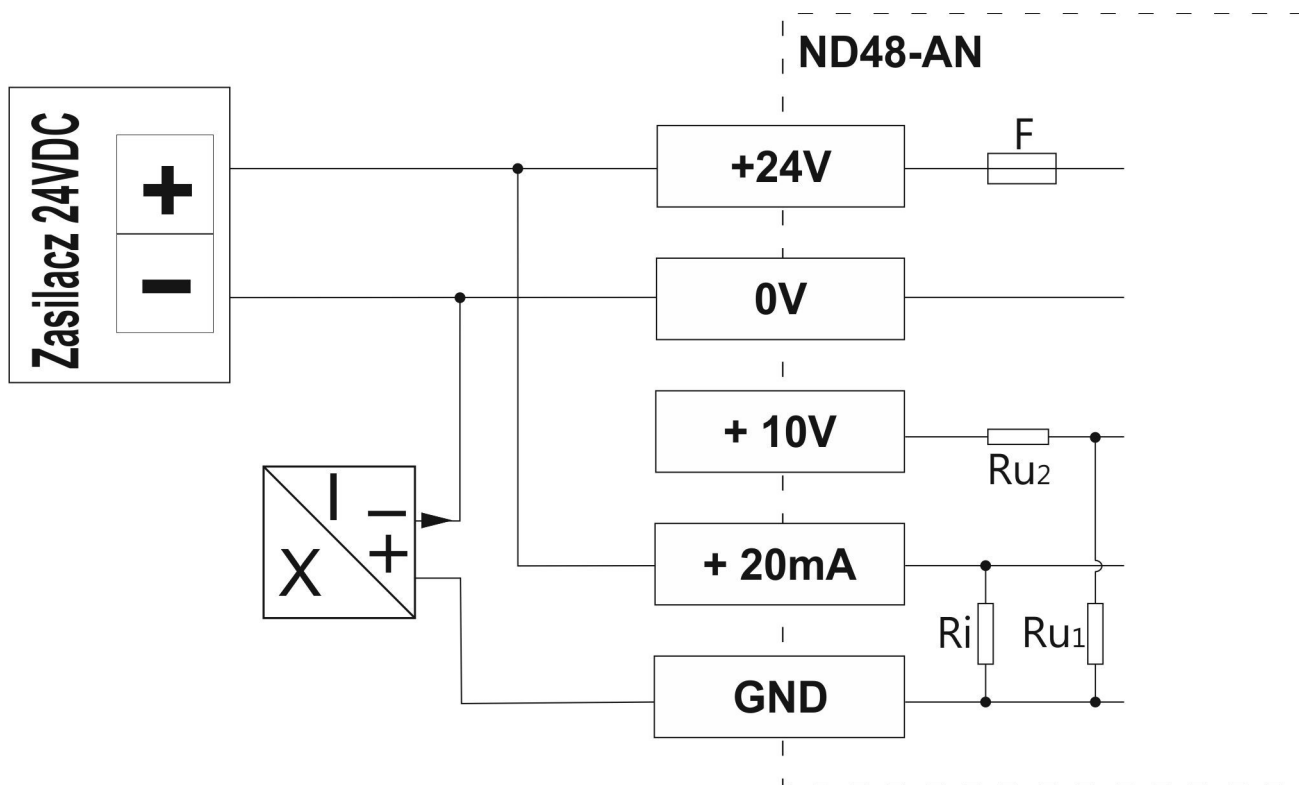 ND48-AN
Zasilacz 24VDC
+
−
+24V
F
0V
+ 10V
Ru2
+ 20mA
I
−
+
X
Ri
Ru1
GND